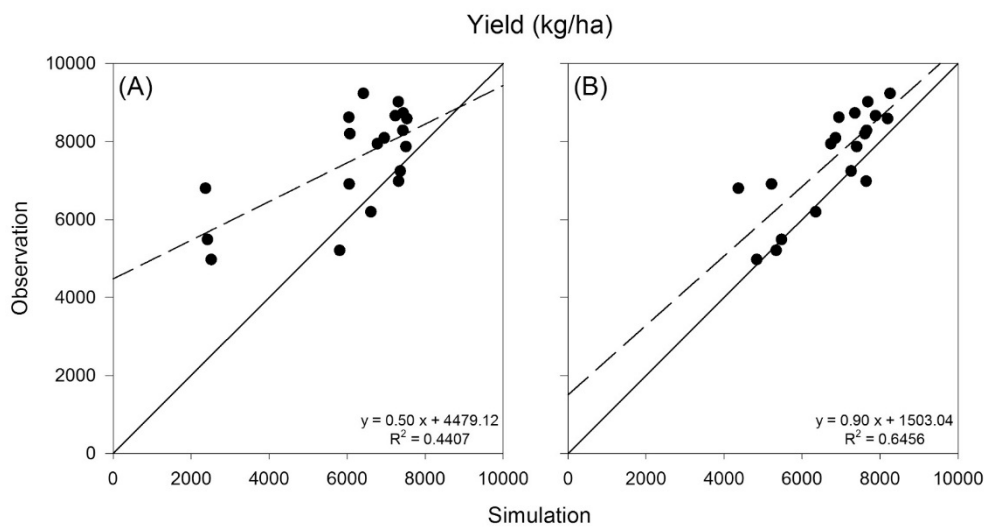 Yield (kg/ha)
10000
8000
6000
4000
2000
0
Observation
(A)
y = 0.50 x + 4479.12
R² = 0.4407
0 2000 4000 6000 8000 10000
(B)
y = 0.90 x + 1503.04
R² = 0.6456
0 2000 4000 6000 8000 10000
Simulation